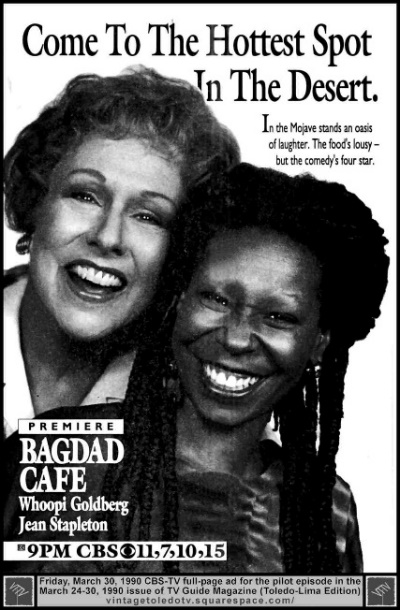 Come To The Hottest Spot
In The Desert.
In the Mojave stands an oasis
of laughter. The food's lousy –
but the comedy's four star.
PREMIERE
BAGDAD
CAFE
Whoopi Goldberg
Jean Stapleton
9PM CBS 11,7,10,15
Friday, March 30, 1990 CBS-TV full-page ad for the pilot episode in the
March 24-30, 1990 issue of TV Guide Magazine (Toledo-Lima Edition)
vintagetoledotv.squarespace.com/